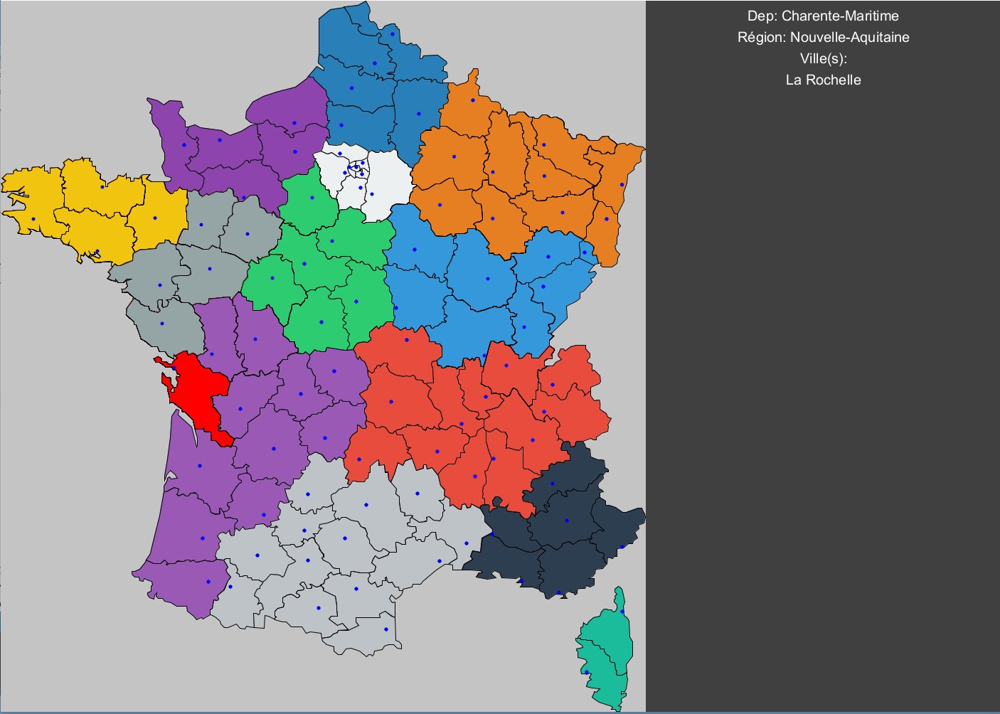 Dep: Charente-Maritime
Région: Nouvelle-Aquitaine
Ville(s):
La Rochelle